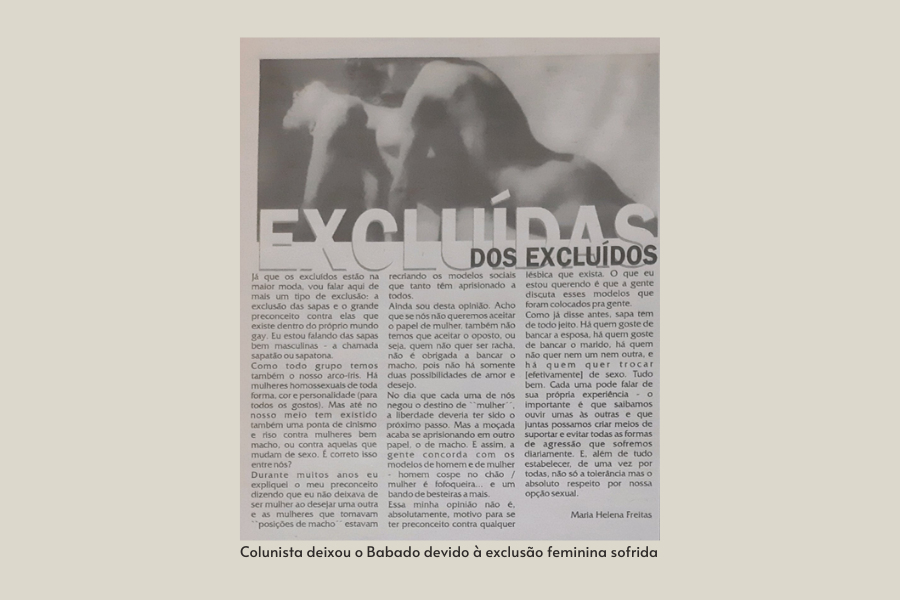 EXCLUÍDAS
DOS EXCLUÍDOS
Já que os excluídos estão na
maior moda, vou falar aqui de
mais um tipo de exclusão: a
exclusão das sapas e o grande
preconceito contra elas que
existe dentro do próprio mundo
gay. Eu estou falando das sapas
bem masculinas - a chamada
sapatão ou sapatona.
Como todo grupo temos
também o nosso arco-íris. Há
mulheres homossexuais de toda
forma, cor e personalidade (para
todos os gostos). Mas até no
nosso meio tem existido
também uma ponta de cinismo
e riso contra mulheres bem
macho, ou contra aquelas que
mudam de sexo. É correto isso
entre nós?
Durante muitos anos eu
expliquei o meu preconceito
dizendo que eu não deixava de
ser mulher ao desejar uma outra
e as mulheres que tomavam
``posições de macho´´ estavam
recriando os modelos sociais
que tanto têm aprisionado a
todos.
Ainda sou desta opinião. Acho
que se nós não queremos aceitar
o papel de mulher, também não
temos que aceitar o oposto, ou
seja, quem não quer ser racha,
não é obrigada a bancar o
macho, pois não há somente
duas possibilidades de amor e
desejo.
No dia que cada uma de nós
negou o destino de ``mulher´´,
a liberdade deveria ter sido o
próximo passo. Mas a moçada
acaba se aprisionando em outro
papel, o de macho. E assim, a
gente concorda com os
modelos de homem e de mulher
- homem cospe no chão /
mulher é fofoqueira... e um
bando de besteiras a mais.
Essa minha opinião não é,
absolutamente, motivo para se
ter preconceito contra qualquer
lésbica que exista. O que eu
estou querendo é que a gente
discuta esses modelos que
foram colocados pra gente.
Como já disse antes, sapa tem
de todo jeito. Há quem goste de
bancar a esposa, há quem goste
de bancar o marido, há quem
não quer nem um nem outra, e
há quem quer trocar
[efetivamente] de sexo. Tudo
bem. Cada uma pode falar de
sua própria experiência - o
importante é que saibamos
ouvir umas às outras e que
juntas possamos criar meios de
suportar e evitar todas as formas
de agressão que sofremos
diariamente. E, além de tudo
estabelecer, de uma vez por
todas, não só a tolerância mas o
absoluto respeito por nossa
opção sexual.
Maria Helena Freitas
Colunista deixou o Babado devido à exclusão feminina sofrida